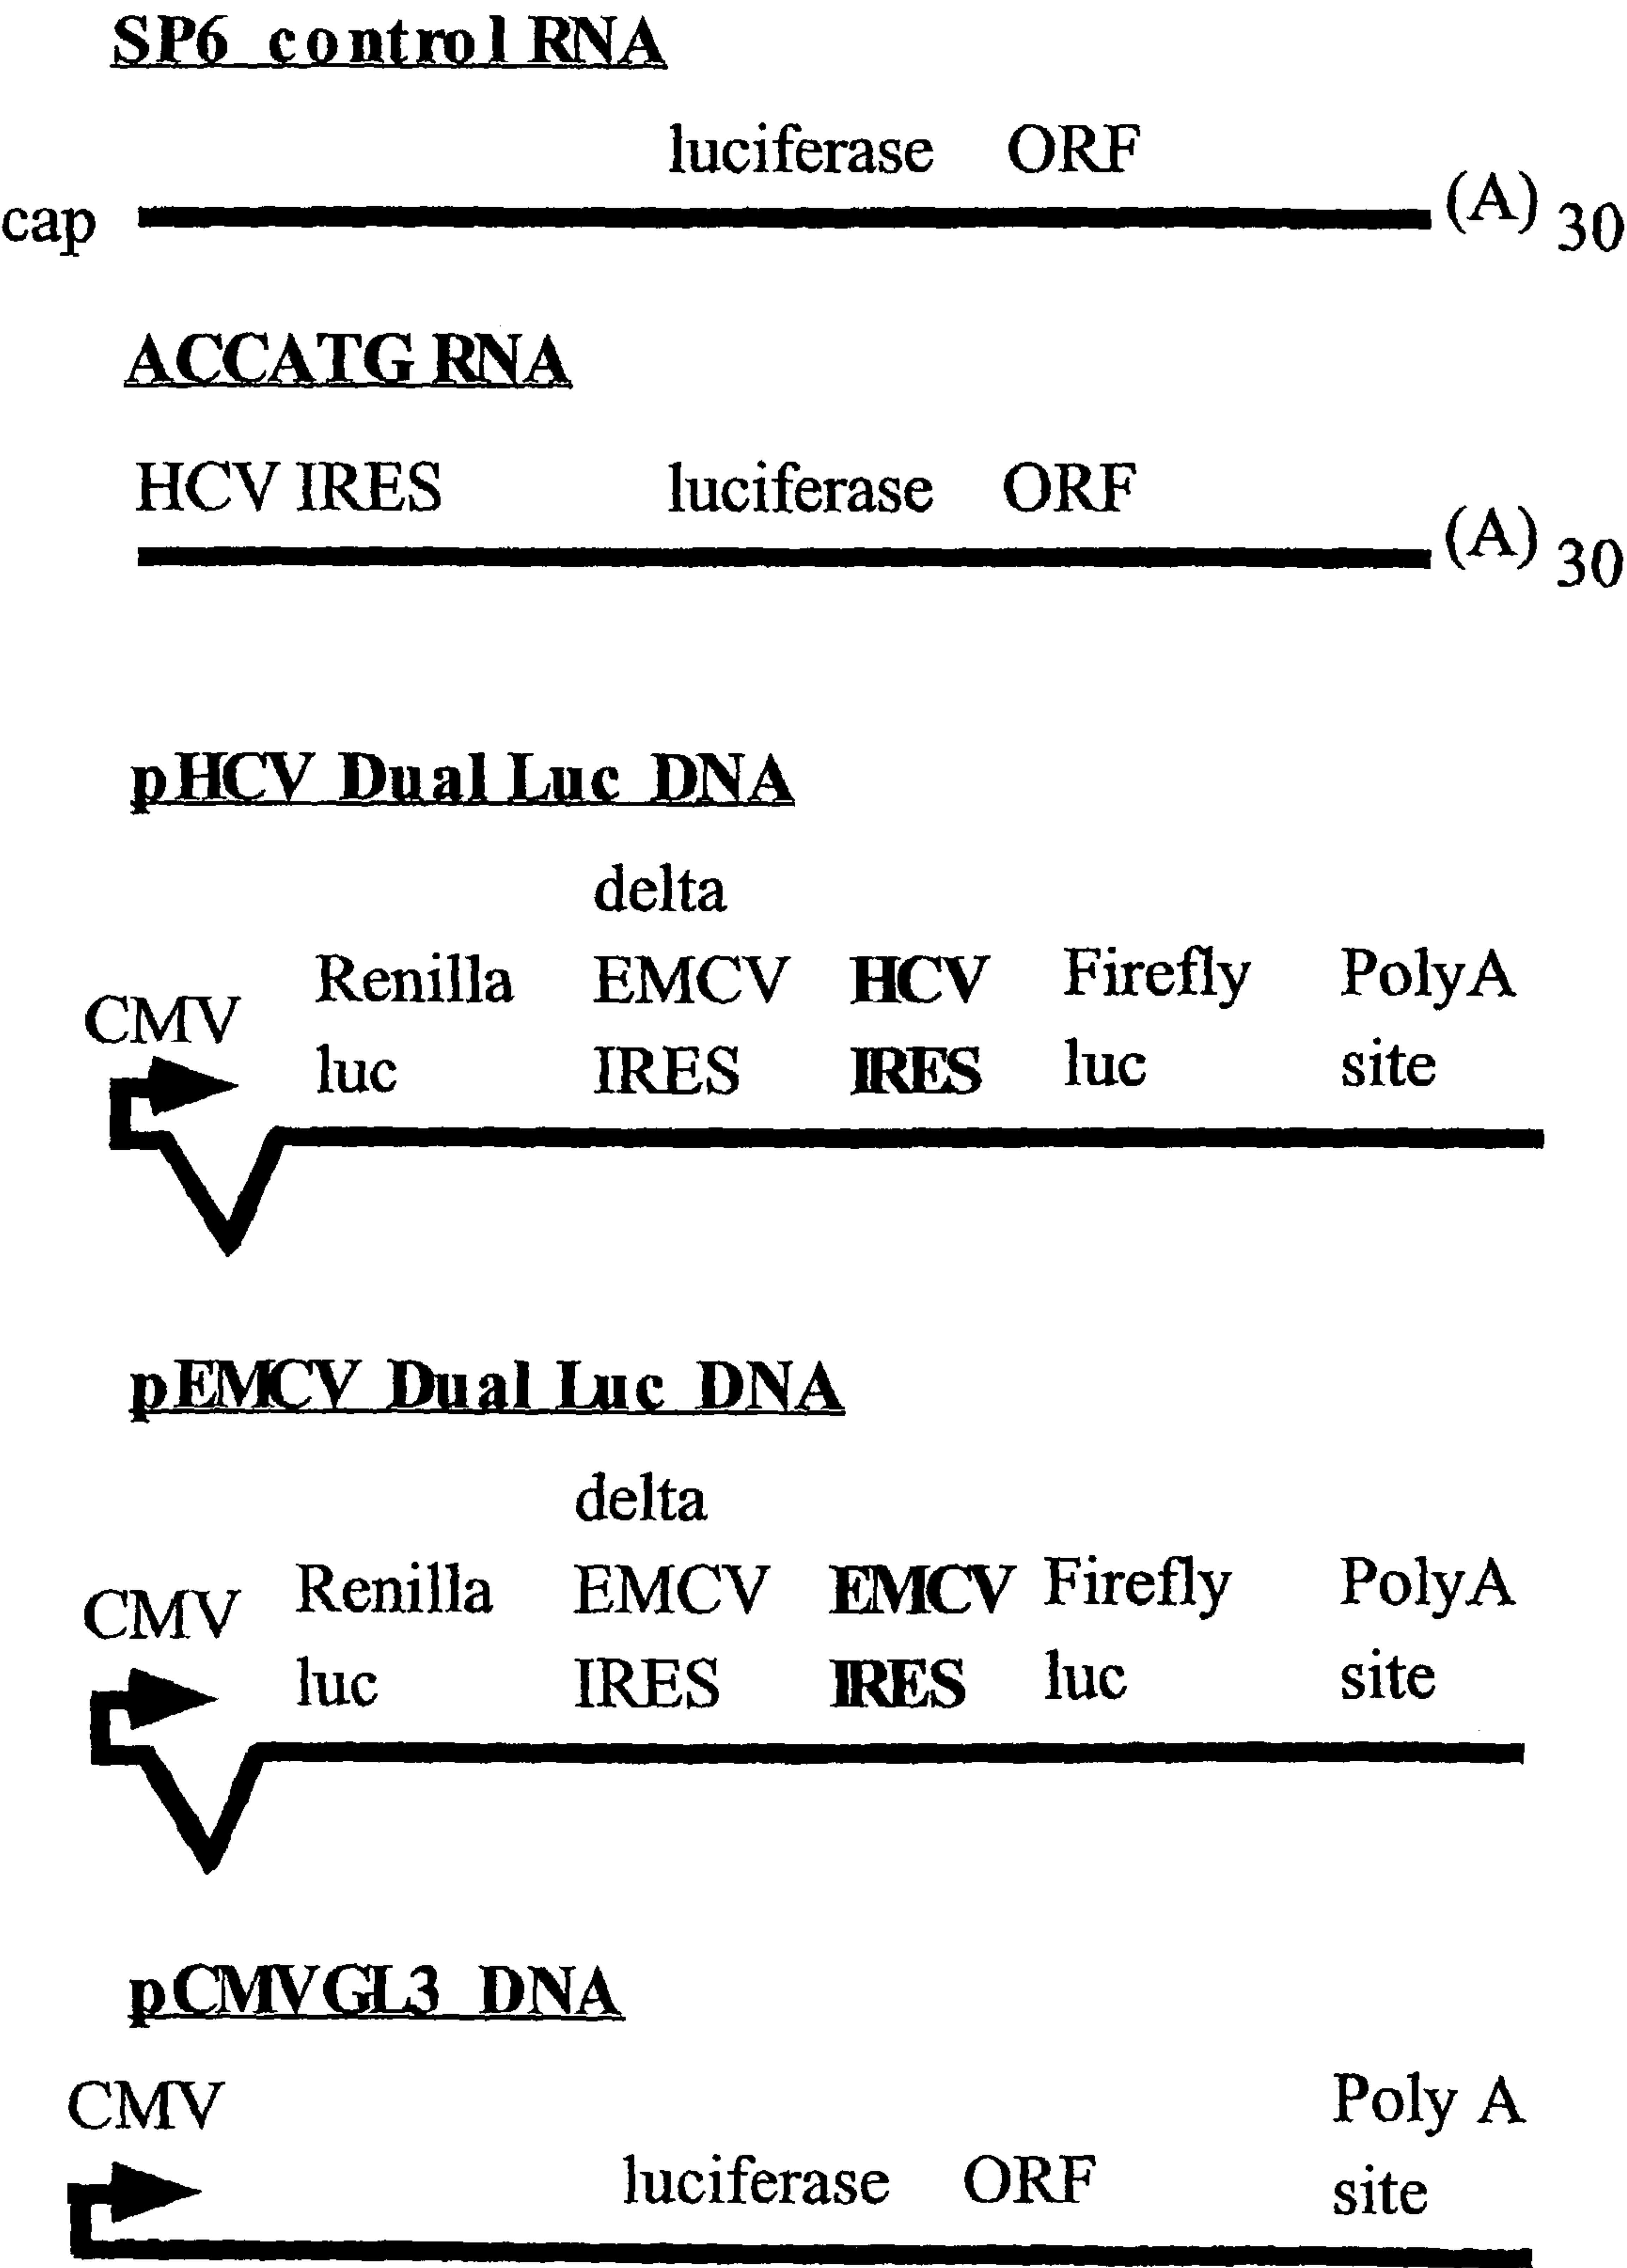 SP6 control RNA
luciferase ORF
cap (A) 30
ACCATG RNA
HCV IRES luciferase ORF
(A) 30
pHCV Dual Luc DNA
delta
CMV Renilla EMCV HCV Firefly PolyA
luc IRES IRES luc site
pEMCV Dual Luc DNA
delta
CMV Renilla EMCV EMCV Firefly PolyA
luc IRES IRES luc site
pCMVGL3 DNA
CMV Poly A
luciferase ORF site